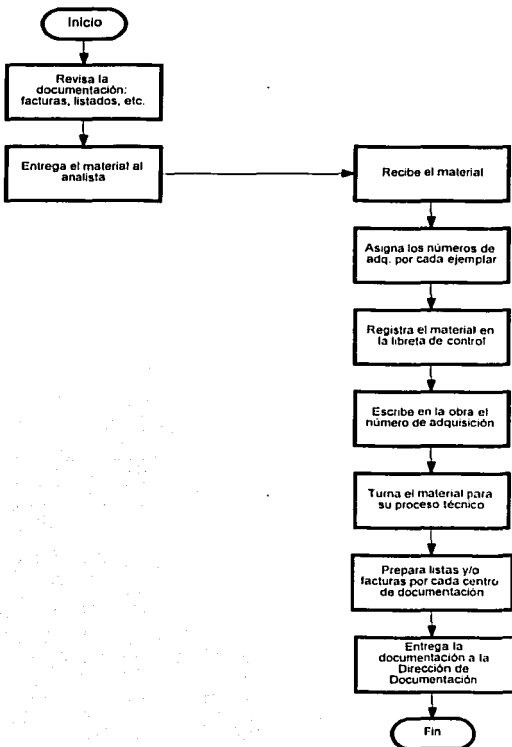 Inicio
Revisa la
documentación:
facturas, listados, etc.
Entrega el material al
analista
Recibe el material
Asigna los números de
adq. por cada ejemplar
Registra el material en
la libreta de control
Escribe en la obra el
número de adquisición
Turna el material para
su proceso técnico
Prepara listas y/o
facturas por cada centro
de documentación
Entrega la
documentación a la
Dirección de
Documentación
Fin